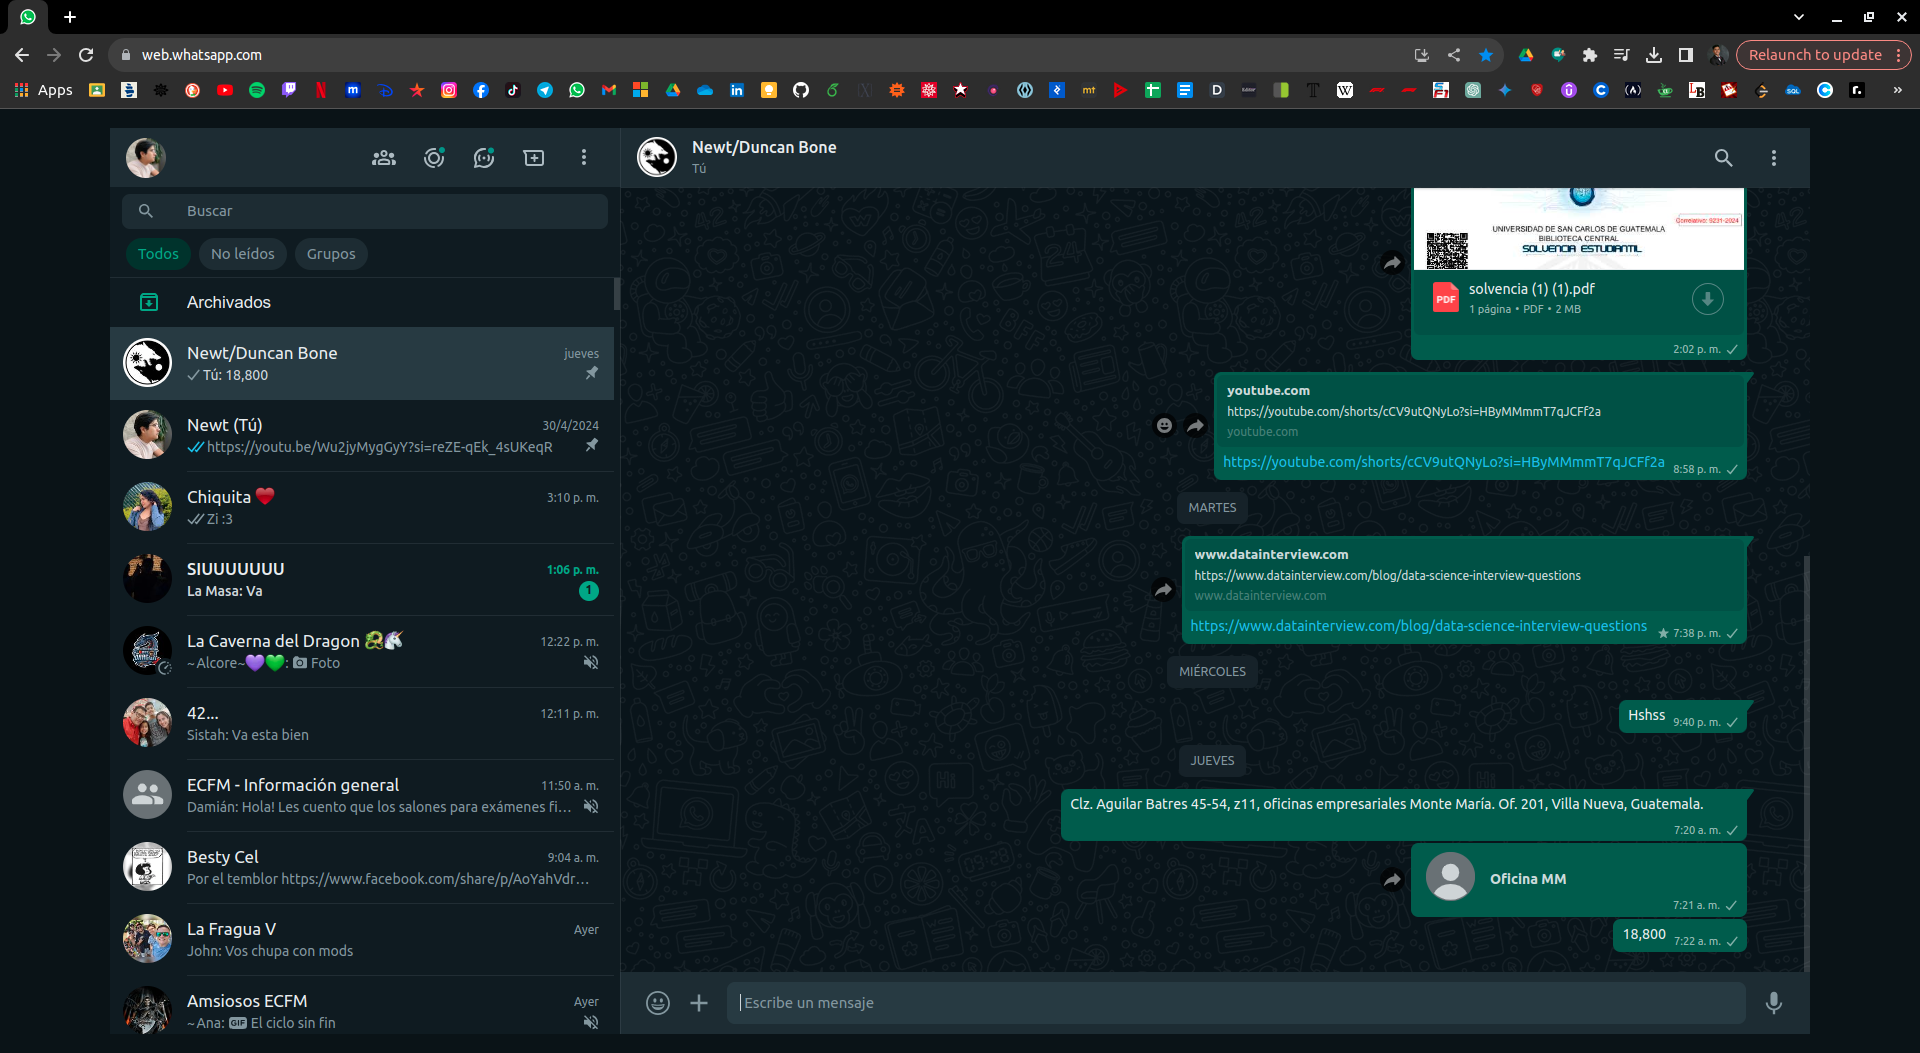 web.whatsapp.com
Relaunch to update
Apps
Newt/Duncan Bone
Tú
Buscar
Todos
No leídos
Grupos
Archivados
Newt/Duncan Bone
jueves
Tú: 18,800
Newt (Tú)
30/4/2024
https://youtu.be/Wu2jyMygGyY?si=reZE-qEk_4sUKeqR
Chiquita
3:10 p. m.
Zi :3
SIUUUUUUU
1:06 p. m.
La Masa: Va
1
La Caverna del Dragon
12:22 p. m.
~Alcore~💜💚: Foto
42...
12:11 p. m.
Sistah: Va esta bien
ECFM - Información general
11:50 a. m.
Damián: Hola! Les cuento que los salones para exámenes fi...
Besty Cel
9:04 a. m.
Por el temblor https://www.facebook.com/share/p/AoYahVdr...
La Fragua V
Ayer
John: Vos chupa con mods
Amsiosos ECFM
Ayer
~Ana: GIF El ciclo sin fin
Correlativo: 9231-2024
UNIVERSIDAD DE SAN CARLOS DE GUATEMALA
BIBLIOTECA CENTRAL
SOLVENCIA ESTUDIANTIL
PDF
solvencia (1) (1).pdf
1 página • PDF • 2 MB
2:02 p. m.
youtube.com
https://youtube.com/shorts/cCV9utQNyLo?si=HByMMmmT7qJCFf2a
youtube.com
https://youtube.com/shorts/cCV9utQNyLo?si=HByMMmmT7qJCFf2a
8:58 p. m.
MARTES
www.datainterview.com
https://www.datainterview.com/blog/data-science-interview-questions
www.datainterview.com
https://www.datainterview.com/blog/data-science-interview-questions
7:38 p. m.
MIÉRCOLES
Hshss
9:40 p. m.
JUEVES
Clz. Aguilar Batres 45-54, z11, oficinas empresariales Monte María. Of. 201, Villa Nueva, Guatemala.
7:20 a. m.
Oficina MM
7:21 a. m.
18,800
7:22 a. m.
Escribe un mensaje